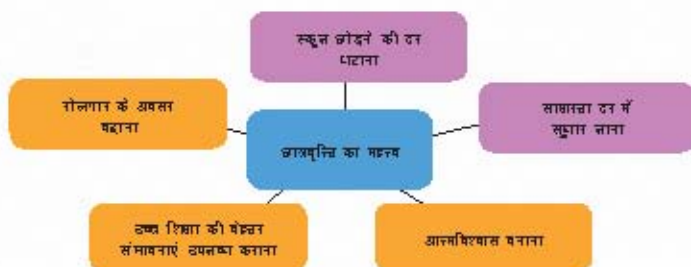 स्कूल छोड़ने की दर
घटाना
रोजगार के अवसर
बढ़ाना
साक्षरता दर में
सुधार लाना
छात्रवृत्ति का महत्त्व
उच्च शिक्षा की बेहतर
संभावनाएं उपलब्ध कराना
आत्मविश्वास बनाना